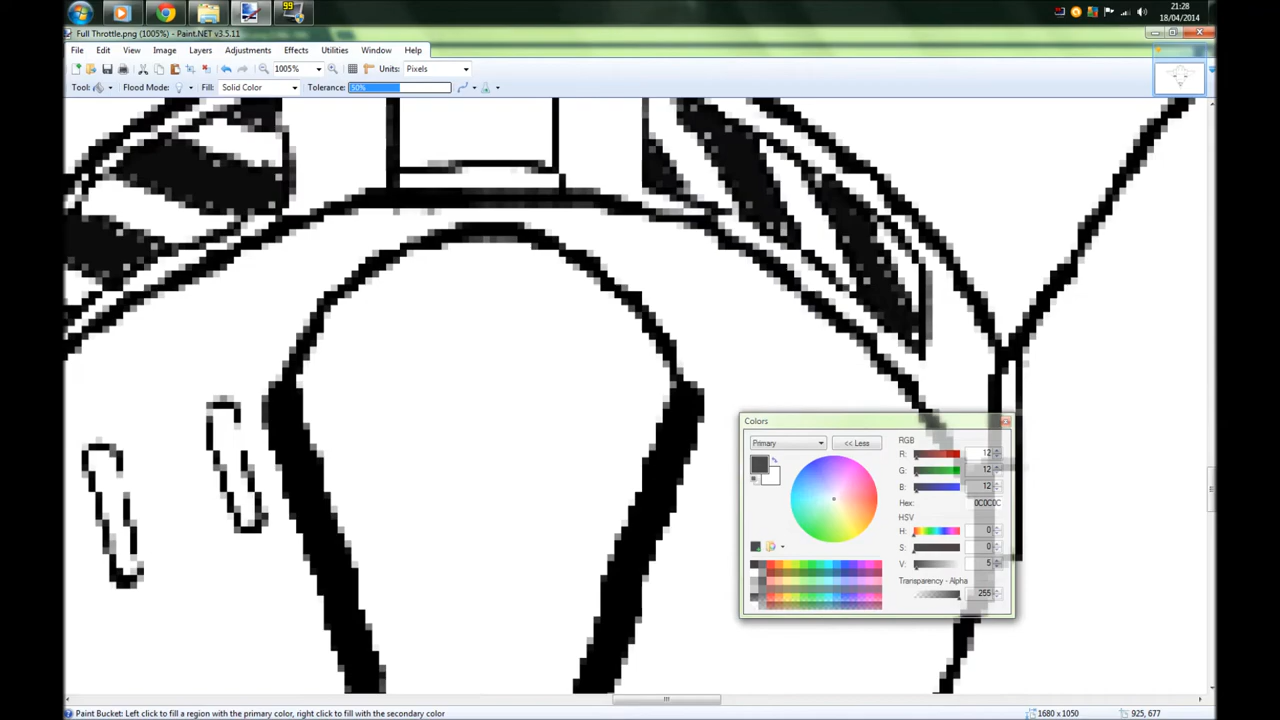 99
21:28
18/04/2014
Full Throttle.png (1005%) - Paint.NET v3.5.11
File Edit View Image Layers Adjustments Effects Utilities Window Help
1005% Units: Pixels
Tool: Flood Mode: Fill: Solid Color Tolerance: 50%
Colors
Primary << Less RGB
R: 12
G: 12
B: 12
Hex: 0C0C0C
HSV
H: 0
S: 0
V: 5
Transparency - Alpha
255
Paint Bucket: Left click to fill a region with the primary color, right click to fill with the secondary color 1680 x 1050 925, 677